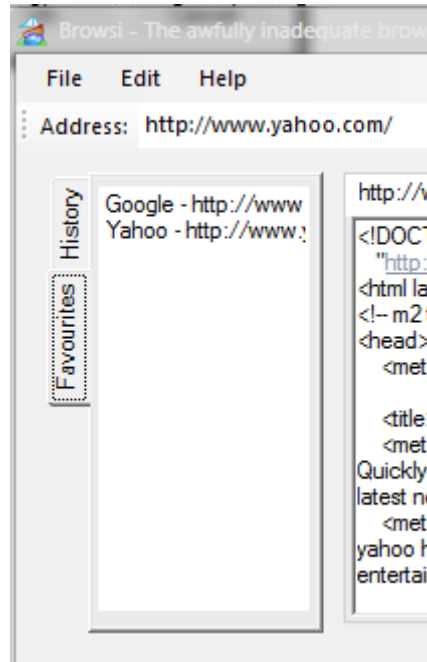 Browsi - The awfully inadequate brow
File Edit Help
Address: http://www.yahoo.com/
History
Favourites
Google - http://www
Yahoo - http://www.y
http://w
<!DOCT
"http:
<html la
<!-- m2
<head>
<met
<title
<met
Quickly
latest n
<met
yahoo h
entertai